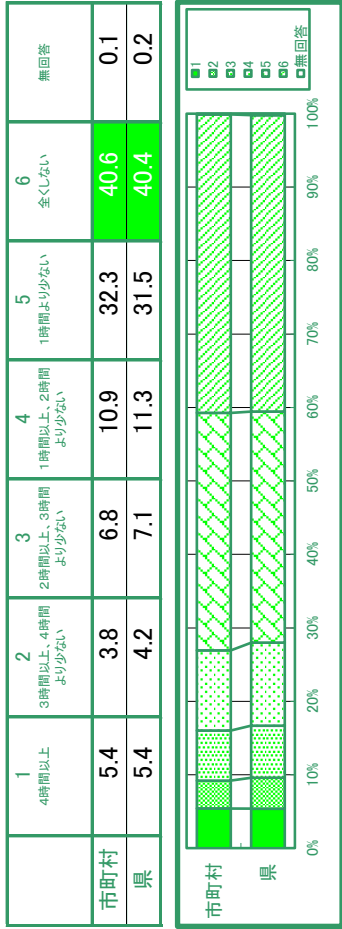 1
4時間以上
2
3時間以上、4時間
より少ない
3
2時間以上、3時間
より少ない
4
1時間以上、2時間
より少ない
5
1時間より少ない
6
全くしない
無回答
市町村 5.4 3.8 6.8 10.9 32.3 40.6 0.1
県 5.4 4.2 7.1 11.3 31.5 40.4 0.2
市町村
県
0% 10% 20% 30% 40% 50% 60% 70% 80% 90% 100%
1
2
3
4
5
6
無回答